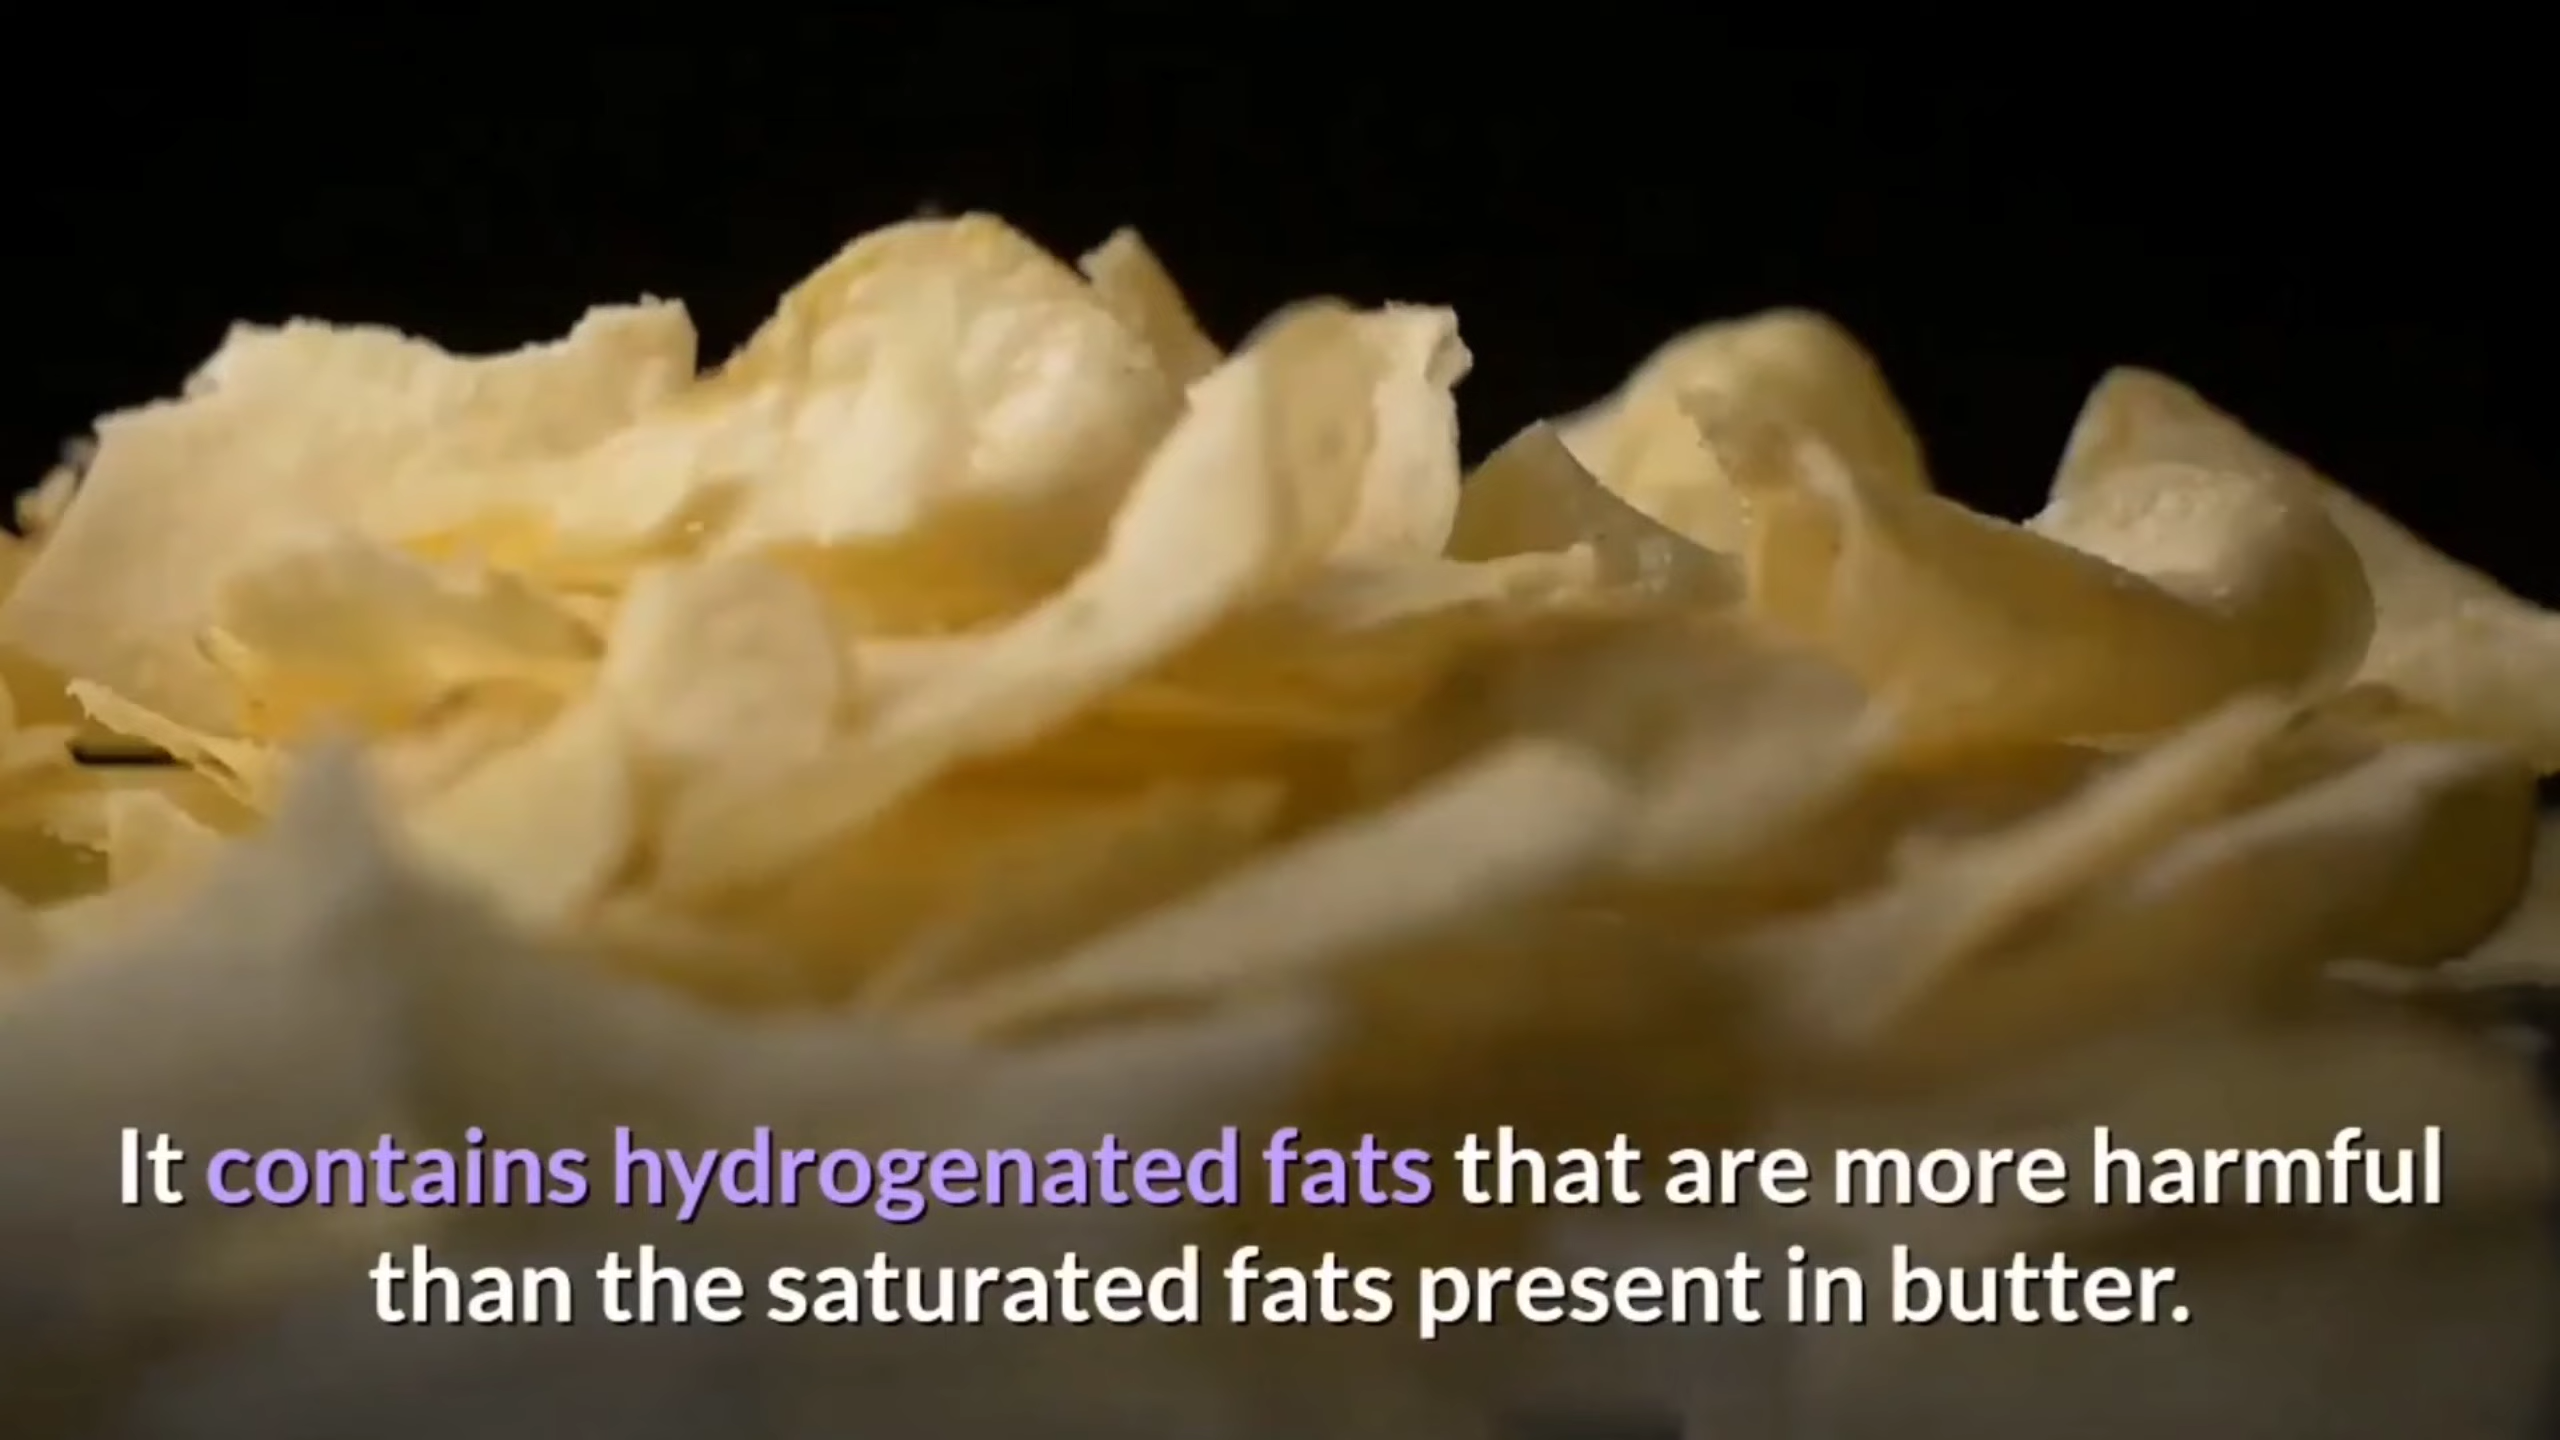 It contains hydrogenated fats that are more harmful
than the saturated fats present in butter.